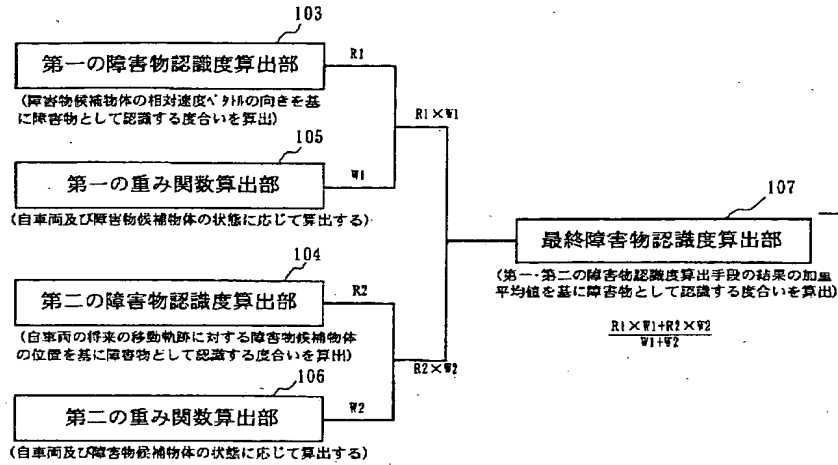 103
第一の障害物認識度算出部
(障害物候補物体の相対速度ベクトルの向きを基
に障害物として認識する度合いを算出)
R1
105
第一の重み関数算出部
(自車両及び障害物候補物体の状態に応じて算出する)
W1
R1×W1
104
第二の障害物認識度算出部
(自車両の将来の移動軌跡に対する障害物候補物体
の位置を基に障害物として認識する度合いを算出)
R2
106
第二の重み関数算出部
(自車両及び障害物候補物体の状態に応じて算出する)
W2
R2×W2
107
最終障害物認識度算出部
(第一・第二の障害物認識度算出手段の結果の加重
平均値を基に障害物として認識する度合いを算出)
R1×W1+R2×W2
W1+W2